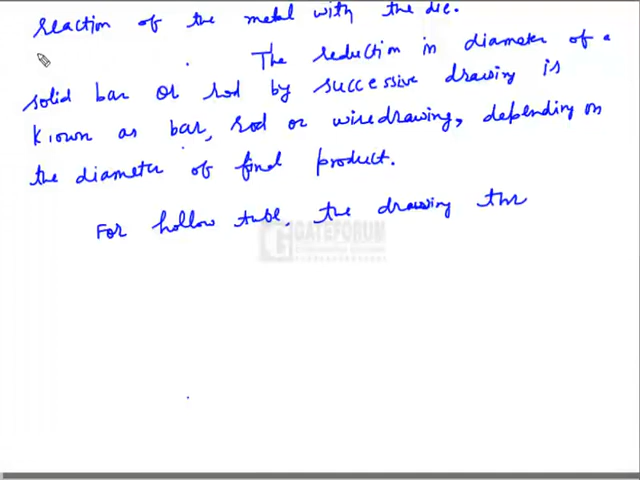 reaction of the metal with the die.
The reduction in diameter of a
solid bar or rod by successive drawing is
known as bar, rod or wiredrawing, depending on
the diameter of final product.
For hollow tube, the drawing thr
GATEFORUM